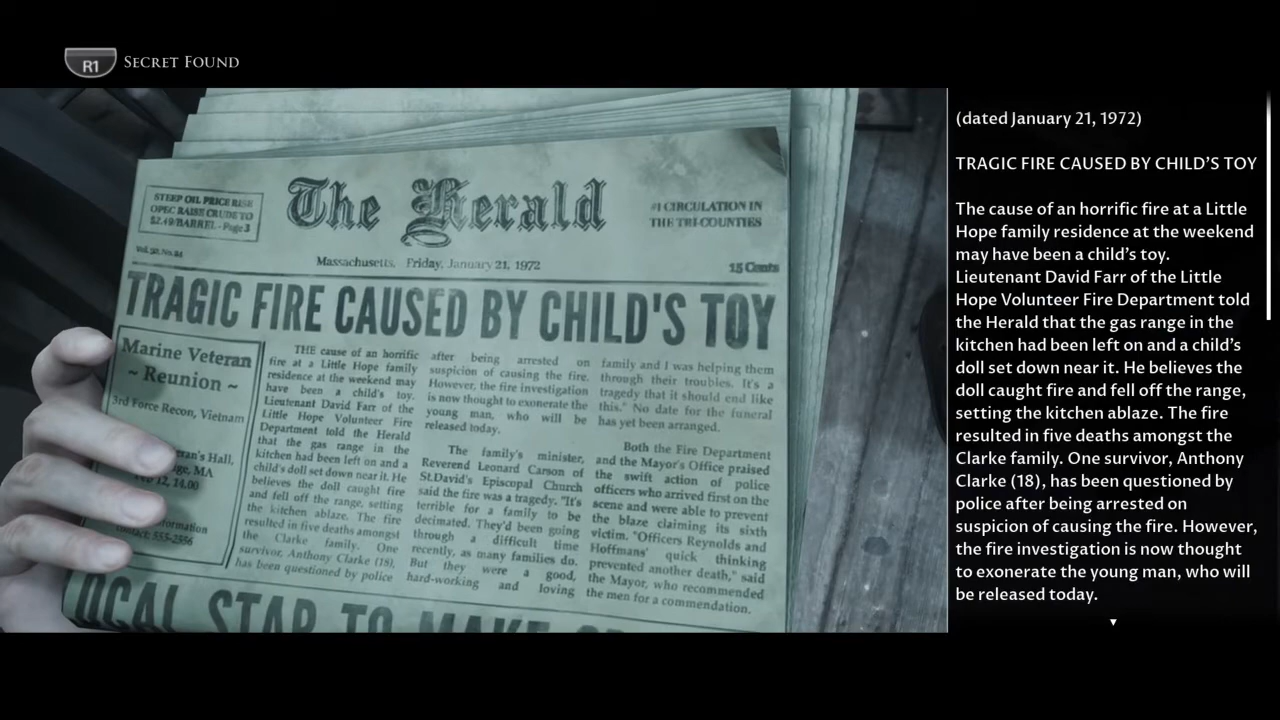 R1 SECRET FOUND
STEEP OIL PRICE RISE
OPEC RAISE CRUDE TO
$2.49/BARREL - Page 3
The Herald
#1 CIRCULATION IN
THE TRI-COUNTIES
Massachusetts, Friday, January 21, 1972
15 Cents
TRAGIC FIRE CAUSED BY CHILD'S TOY
Marine Veteran
~ Reunion ~
3rd Force Recon, Vietnam
Hall,
MA
12, 14.00
555-2556
THE cause of an horrific
fire at a Little Hope family
residence at the weekend may
have been a child's toy.
Lieutenant David Farr of the
Little Hope Volunteer Fire
Department told the Herald
that the gas range in the
kitchen had been left on and a
child's doll set down near it. He
believes the doll caught fire
and fell off the range, setting
the kitchen ablaze. The fire
resulted in five deaths amongst
the Clarke family. One
survivor, Anthony Clarke (18),
has been questioned by police
after being arrested on
suspicion of causing the fire.
However, the fire investigation
is now thought to exonerate the
young man, who will be
released today.
The family's minister,
Reverend Leonard Carson of
St.David's Episcopal Church
said the fire was a tragedy. "It's
terrible for a family to be
decimated. They'd been going
through a difficult time
recently, as many families do.
But they were a good,
hard-working and loving
family and I was helping them
through their troubles. It's a
tragedy that it should end like
this." No date for the funeral
has yet been arranged.
Both the Fire Department
and the Mayor's Office praised
the swift action of police
officers who arrived first on the
scene and were able to prevent
the blaze claiming its sixth
victim. "Officers Reynolds and
Hoffmans' quick thinking
prevented another death," said
the Mayor, who recommended
the men for a commendation.
STAR TO MAKE
(dated January 21, 1972)
TRAGIC FIRE CAUSED BY CHILD'S TOY
The cause of an horrific fire at a Little
Hope family residence at the weekend
may have been a child's toy.
Lieutenant David Farr of the Little
Hope Volunteer Fire Department told
the Herald that the gas range in the
kitchen had been left on and a child's
doll set down near it. He believes the
doll caught fire and fell off the range,
setting the kitchen ablaze. The fire
resulted in five deaths amongst the
Clarke family. One survivor, Anthony
Clarke (18), has been questioned by
police after being arrested on
suspicion of causing the fire. However,
the fire investigation is now thought
to exonerate the young man, who will
be released today.